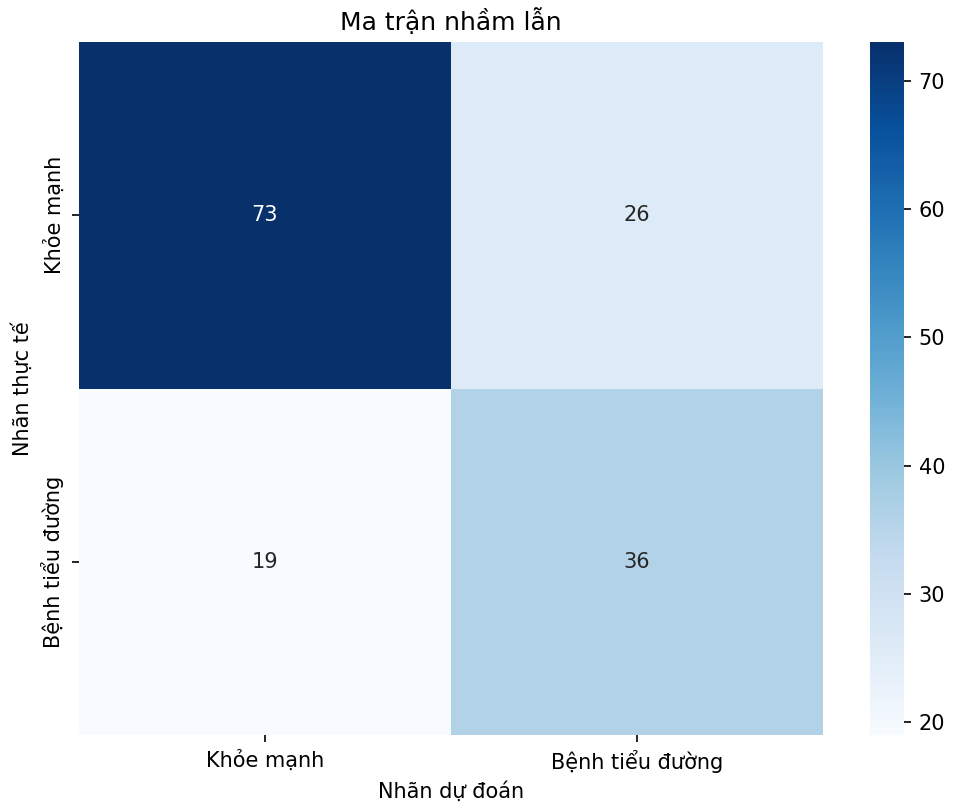 Ma trận nhầm lẫn
Nhãn thực tế
Khỏe mạnh
Bệnh tiểu đường
73
26
19
36
Khỏe mạnh
Bệnh tiểu đường
Nhãn dự đoán
70
60
50
40
30
20